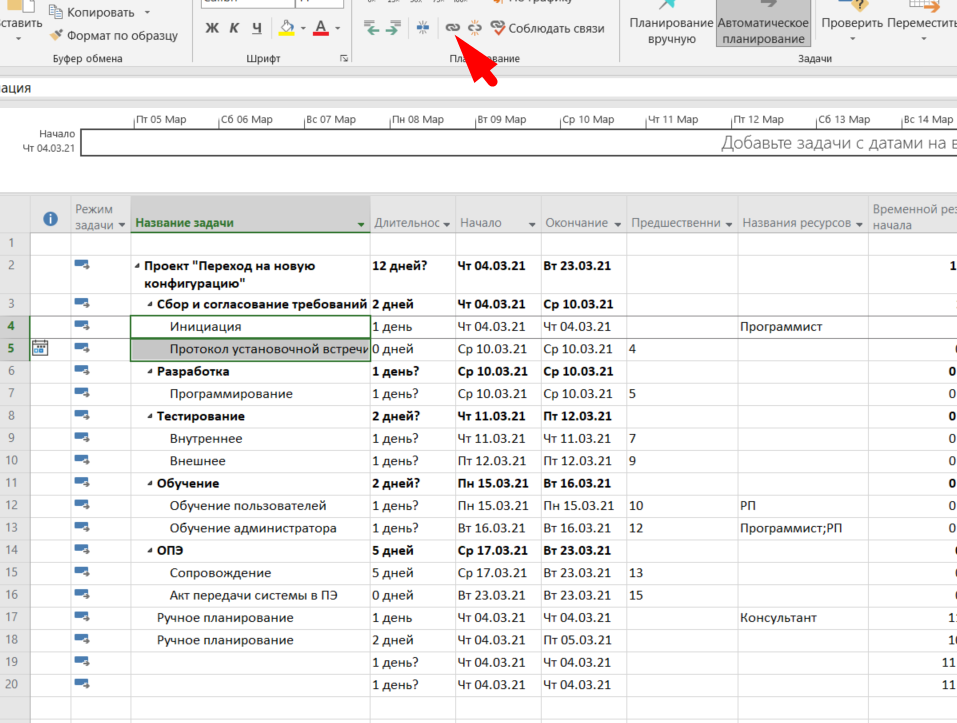 Копировать
Формат по образцу
Буфер обмена
Ж К Ч
А
Шрифт
Соблюдать связи
Планирование
Планирование вручную
Автоматическое планирование
Проверить
Переместить
Задачи
Пт 05 Мар Сб 06 Мар Вс 07 Мар Пн 08 Мар Вт 09 Мар Ср 10 Мар Чт 11 Мар Пт 12 Мар Сб 13 Мар Вс 14 Мар
Начало
Чт 04.03.21
Добавьте задачи с датами на в
Режим задачи Название задачи Длительнос Начало Окончание Предшественни Названия ресурсов Временной рез начала
1
2 Проект "Переход на новую конфигурацию" 12 дней? Чт 04.03.21 Вт 23.03.21 1
3 Сбор и согласование требований 2 дней Чт 04.03.21 Ср 10.03.21
4 Инициация 1 день Чт 04.03.21 Чт 04.03.21 Программист
5 Протокол установочной встречи 0 дней Ср 10.03.21 Ср 10.03.21 4
6 Разработка 1 день? Ср 10.03.21 Ср 10.03.21 0
7 Программирование 1 день? Ср 10.03.21 Ср 10.03.21 5 0
8 Тестирование 2 дней? Чт 11.03.21 Пт 12.03.21 0
9 Внутреннее 1 день? Чт 11.03.21 Чт 11.03.21 7 0
10 Внешнее 1 день? Пт 12.03.21 Пт 12.03.21 9 0
11 Обучение 2 дней? Пн 15.03.21 Вт 16.03.21 0
12 Обучение пользователей 1 день? Пн 15.03.21 Пн 15.03.21 10 РП 0
13 Обучение администратора 1 день? Вт 16.03.21 Вт 16.03.21 12 Программист;РП 0
14 ОПЭ 5 дней Ср 17.03.21 Вт 23.03.21
15 Сопровождение 5 дней Ср 17.03.21 Вт 23.03.21 13
16 Акт передачи системы в ПЭ 0 дней Вт 23.03.21 Вт 23.03.21 15
17 Ручное планирование 1 день Чт 04.03.21 Чт 04.03.21 Консультант 1
18 Ручное планирование 2 дней Чт 04.03.21 Пт 05.03.21 1
19 1 день? Чт 04.03.21 Чт 04.03.21 11
20 1 день? Чт 04.03.21 Чт 04.03.21 11